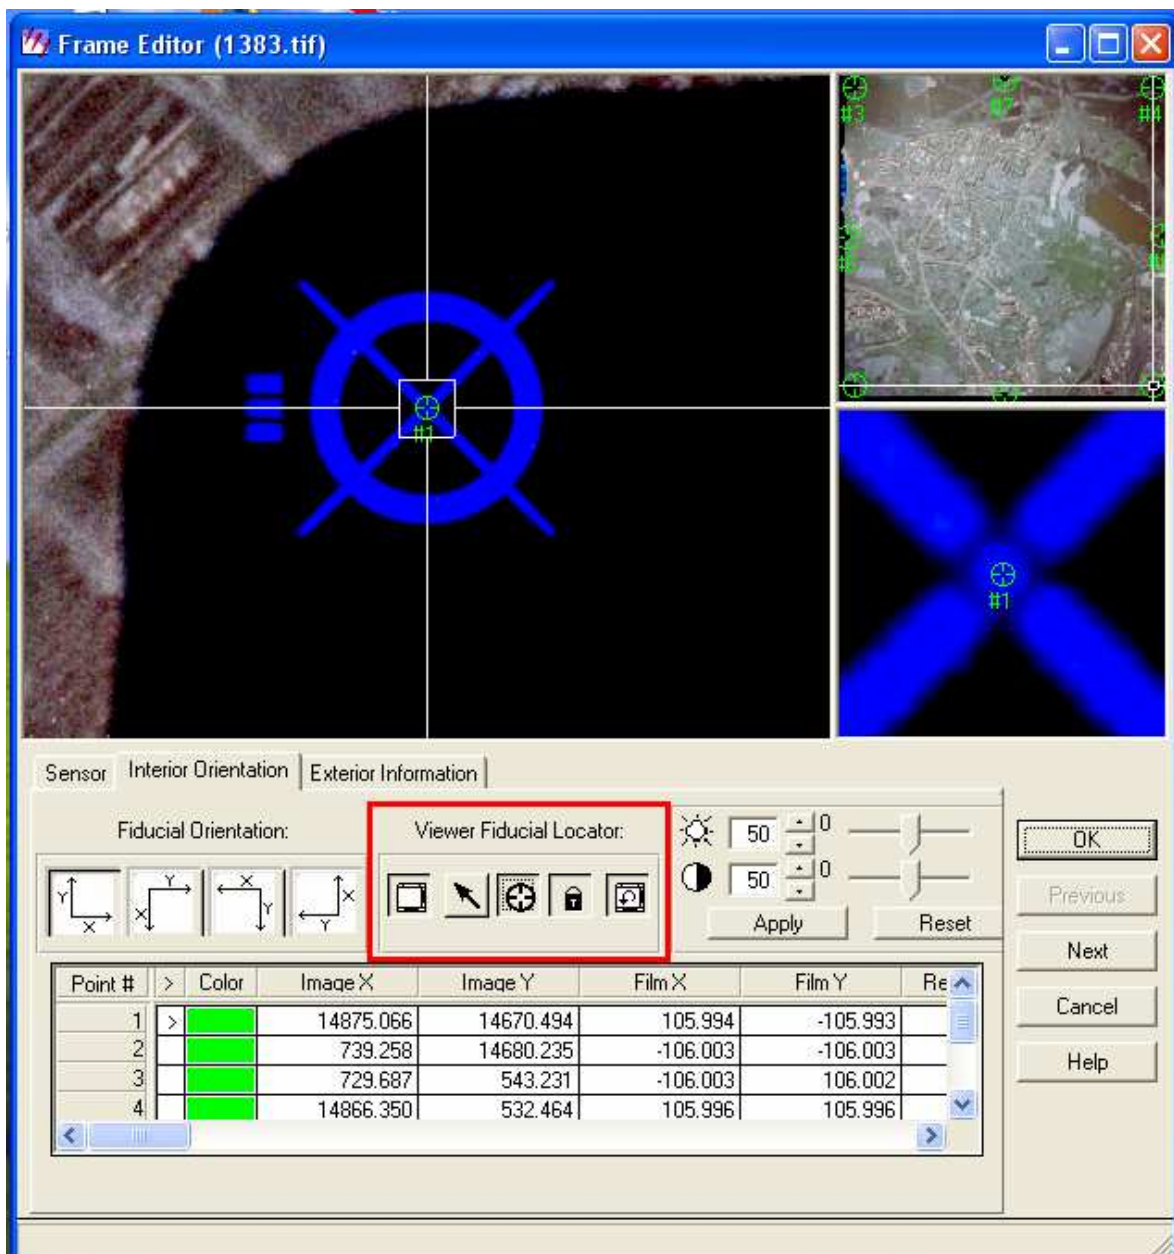 Frame Editor (1383.tif)
#3
#7
#4
#1
#1
Sensor
Interior Orientation
Exterior Information
Fiducial Orientation:
Viewer Fiducial Locator:
Y
X
Y
X
X
Y
X
Y
50
0
50
0
Apply
Reset
OK
Previous
Next
Cancel
Help
Point # > Color Image X Image Y Film X Film Y Re
1 > 14875.066 14670.494 105.994 -105.993
2 739.258 14680.235 -106.003 -106.003
3 729.687 543.231 -106.003 106.002
4 14866.350 532.464 105.996 105.996